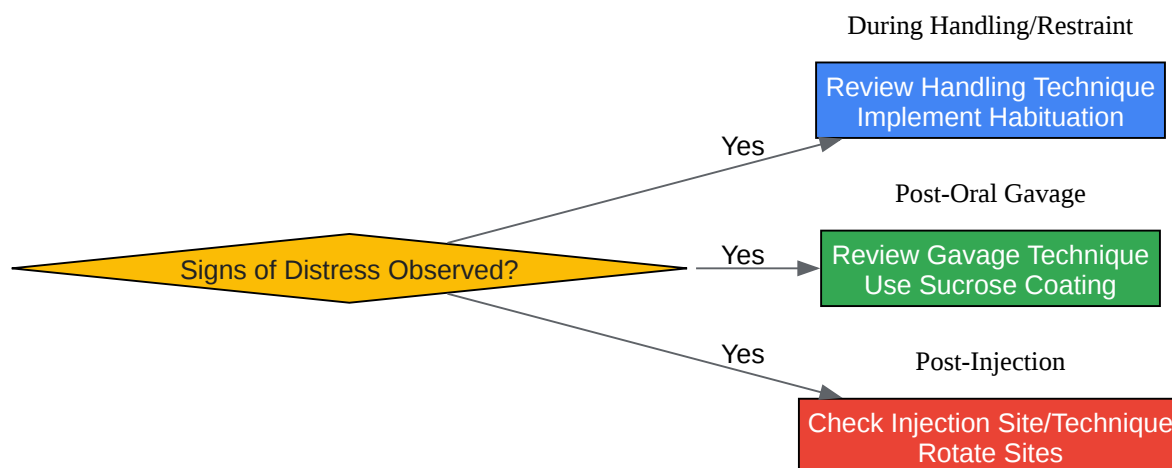 During Handling/Restraint
Review Handling Technique
Implement Habituation
Yes
Post-Oral Gavage
Signs of Distress Observed?
Yes
Review Gavage Technique
Use Sucrose Coating
Yes
Post-Injection
Check Injection Site/Technique
Rotate Sites